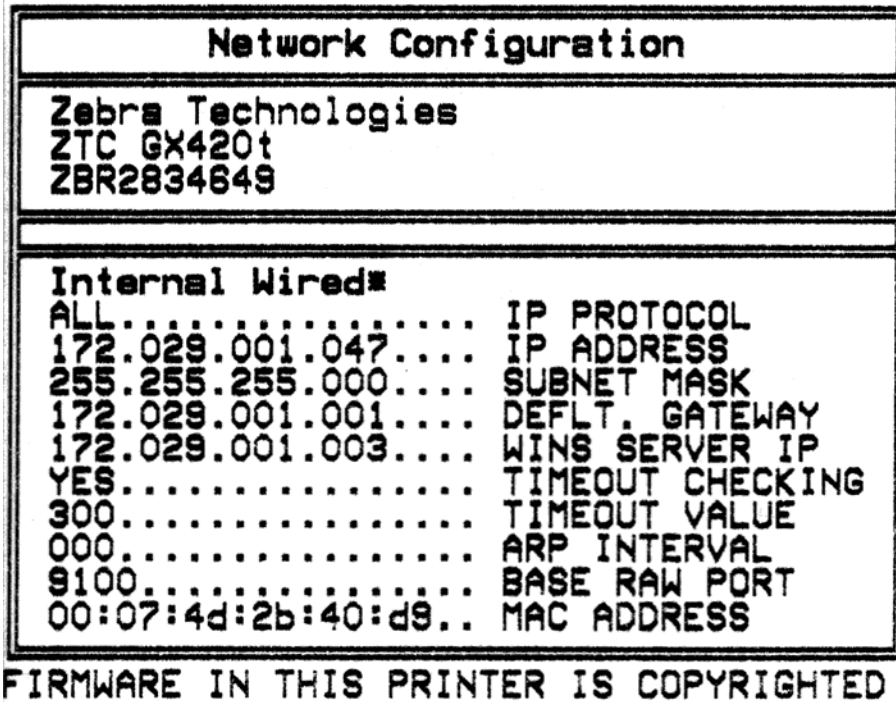 Network Configuration
Zebra Technologies
ZTC GX420t
ZBR2834649
Internal Wired*
ALL................. IP PROTOCOL
172.029.001.047.... IP ADDRESS
255.255.255.000.... SUBNET MASK
172.029.001.001.... DEFLT. GATEWAY
172.029.001.003.... WINS SERVER IP
YES................. TIMEOUT CHECKING
300................. TIMEOUT VALUE
000................. ARP INTERVAL
9100................ BASE RAW PORT
00:07:4d:2b:40:d9.. MAC ADDRESS
FIRMWARE IN THIS PRINTER IS COPYRIGHTED